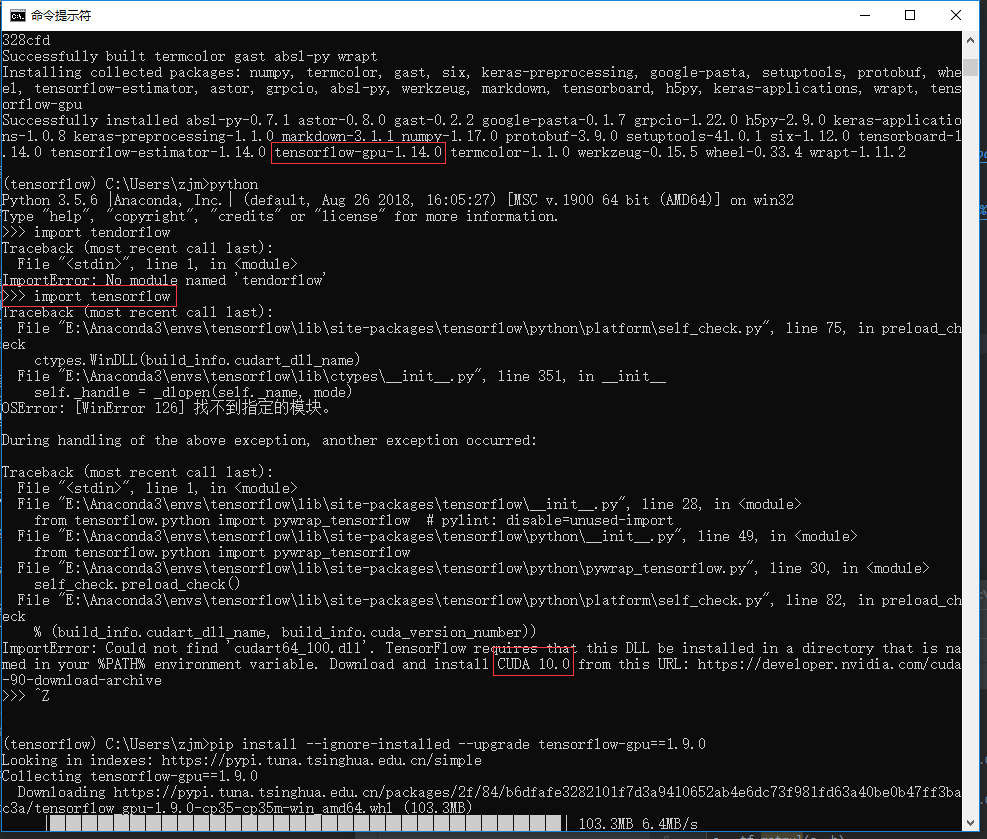 命令提示符
328cfd
Successfully built termcolor gast absl-py wrapt
Installing collected packages: numpy, termcolor, gast, six, keras-preprocessing, google-pasta, setuptools, protobuf, whe
el, tensorflow-estimator, astor, grpcio, absl-py, werkzeug, markdown, tensorboard, h5py, keras-applications, wrapt, tens
orflow-gpu
Successfully installed absl-py-0.7.1 astor-0.8.0 gast-0.2.2 google-pasta-0.1.7 grpcio-1.22.0 h5py-2.9.0 keras-applicatio
ns-1.0.8 keras-preprocessing-1.1.0 markdown-3.1.1 numpy-1.17.0 protobuf-3.9.0 setuptools-41.0.1 six-1.12.0 tensorboard-1
.14.0 tensorflow-estimator-1.14.0 tensorflow-gpu-1.14.0 termcolor-1.1.0 werkzeug-0.15.5 wheel-0.33.4 wrapt-1.11.2
(tensorflow) C:\Users\zjm>python
Python 3.5.6 |Anaconda, Inc.| (default, Aug 26 2018, 16:05:27) [MSC v.1900 64 bit (AMD64)] on win32
Type "help", "copyright", "credits" or "license" for more information.
>>> import tendorflow
Traceback (most recent call last):
  File "<stdin>", line 1, in <module>
ImportError: No module named 'tendorflow'
>>> import tensorflow
Traceback (most recent call last):
  File "E:\Anaconda3\envs\tensorflow\lib\site-packages\tensorflow\python\platform\self_check.py", line 75, in preload_ch
eck
    ctypes.WinDLL(build_info.cudart_dll_name)
  File "E:\Anaconda3\envs\tensorflow\lib\ctypes\__init__.py", line 351, in __init__
    self._handle = _dlopen(self._name, mode)
OSError: [WinError 126] 找不到指定的模块。
During handling of the above exception, another exception occurred:
Traceback (most recent call last):
  File "<stdin>", line 1, in <module>
  File "E:\Anaconda3\envs\tensorflow\lib\site-packages\tensorflow\__init__.py", line 28, in <module>
    from tensorflow.python import pywrap_tensorflow  # pylint: disable=unused-import
  File "E:\Anaconda3\envs\tensorflow\lib\site-packages\tensorflow\python\__init__.py", line 49, in <module>
    from tensorflow.python import pywrap_tensorflow
  File "E:\Anaconda3\envs\tensorflow\lib\site-packages\tensorflow\python\pywrap_tensorflow.py", line 30, in <module>
    self_check.preload_check()
  File "E:\Anaconda3\envs\tensorflow\lib\site-packages\tensorflow\python\platform\self_check.py", line 82, in preload_ch
eck
    % (build_info.cudart_dll_name, build_info.cuda_version_number))
ImportError: Could not find 'cudart64_100.dll'. TensorFlow requires that this DLL be installed in a directory that is na
med in your %PATH% environment variable. Download and install CUDA 10.0 from this URL: https://developer.nvidia.com/cuda
-90-download-archive
>>> ^Z
(tensorflow) C:\Users\zjm>pip install --ignore-installed --upgrade tensorflow-gpu==1.9.0
Looking in indexes: https://pypi.tuna.tsinghua.edu.cn/simple
Collecting tensorflow-gpu==1.9.0
  Downloading https://pypi.tuna.tsinghua.edu.cn/packages/2f/84/b6dfafe3282101f7d3a9410652ab4e6dc73f981fd63a40be0b47ff3ba
c3a/tensorflow_gpu-1.9.0-cp35-cp35m-win_amd64.whl (103.3MB)
103.3MB 6.4MB/s